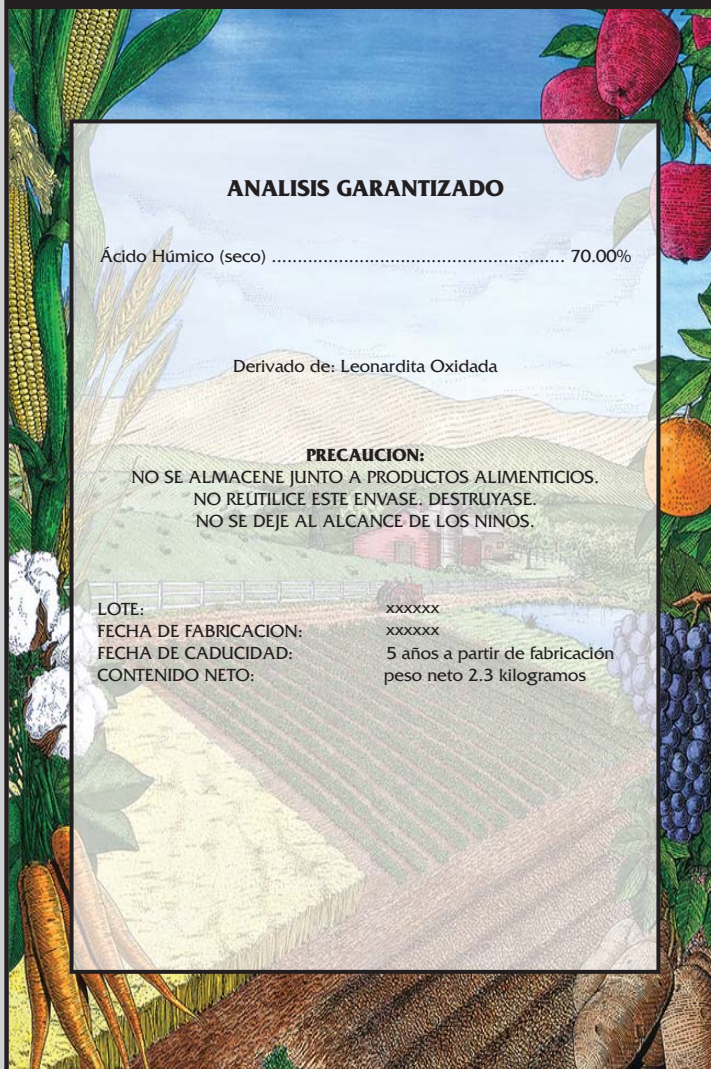 ANALISIS GARANTIZADO
Ácido Húmico (seco) ......................................................... 70.00%
Derivado de: Leonardita Oxidada
PRECAUCION:
NO SE ALMACENE JUNTO A PRODUCTOS ALIMENTICIOS.
NO REUTILICE ESTE ENVASE. DESTRUYASE.
NO SE DEJE AL ALCANCE DE LOS NINOS.
LOTE: xxxxxx
FECHA DE FABRICACION: xxxxxx
FECHA DE CADUCIDAD: 5 años a partir de fabricación
CONTENIDO NETO: peso neto 2.3 kilogramos